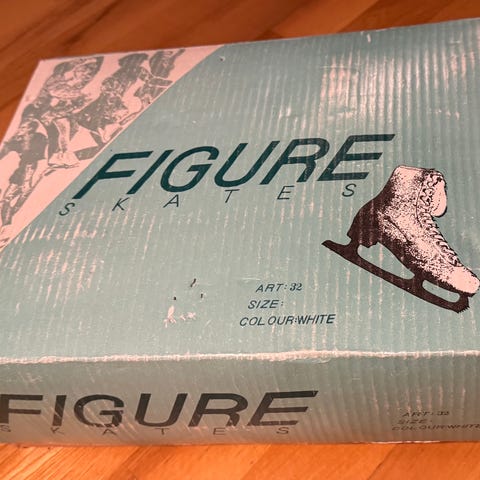 FIGURE
SKATES
ART: 32
SIZE:
COLOUR:WHITE
FIGURE
SKATES
ART: 32
SIZE:
COLOUR:WHITE